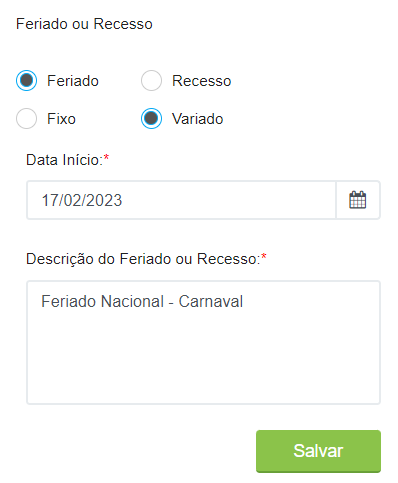 Feriado ou Recesso
Feriado Recesso
Fixo Variado
Data Início:*
17/02/2023
Descrição do Feriado ou Recesso:*
Feriado Nacional - Carnaval
Salvar